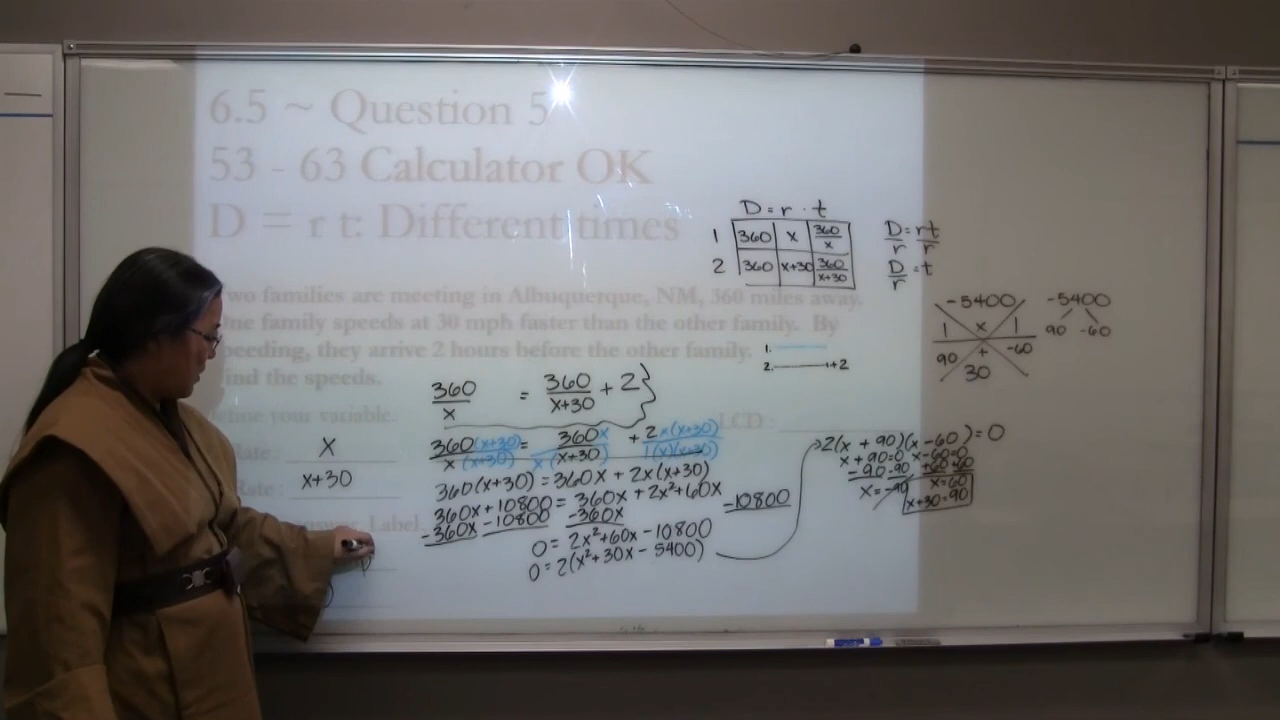 6.5 ~ Question 5
53 - 63 Calculator OK
D = r t: Different times
wo families are meeting in Albuquerque, NM, 360 miles away.
One family speeds at 30 mph faster than the other family. By
speeding, they arrive 2 hours before the other family.
ind the speeds.
efine your variable.
Rate: x
Rate: x+30
Answer, Label,
LCD :
D = r · t
1 360 x 360/x
2 360 x+30 360/x+30
D/r = rt/r
D/r = t
1.
2. +2
360/x = 360/x+30 + 2
360(x+30)/x(x+30) = 360x/x(x+30) + 2x(x+30)/1(x)(x+30)
360(x+30) = 360x + 2x(x+30)
360x + 10800 = 360x + 2x²+60x
-360x -10800 -360x -10800
0 = 2x²+60x - 10800
0 = 2(x²+30x - 5400)
-5400 -5400
1 x 1 90 -60
90 + -60
30
2(x + 90)(x - 60) = 0
x + 90=0 x-60=0
-90 -90 +60 +60
x = -90 x=60
x+30=90